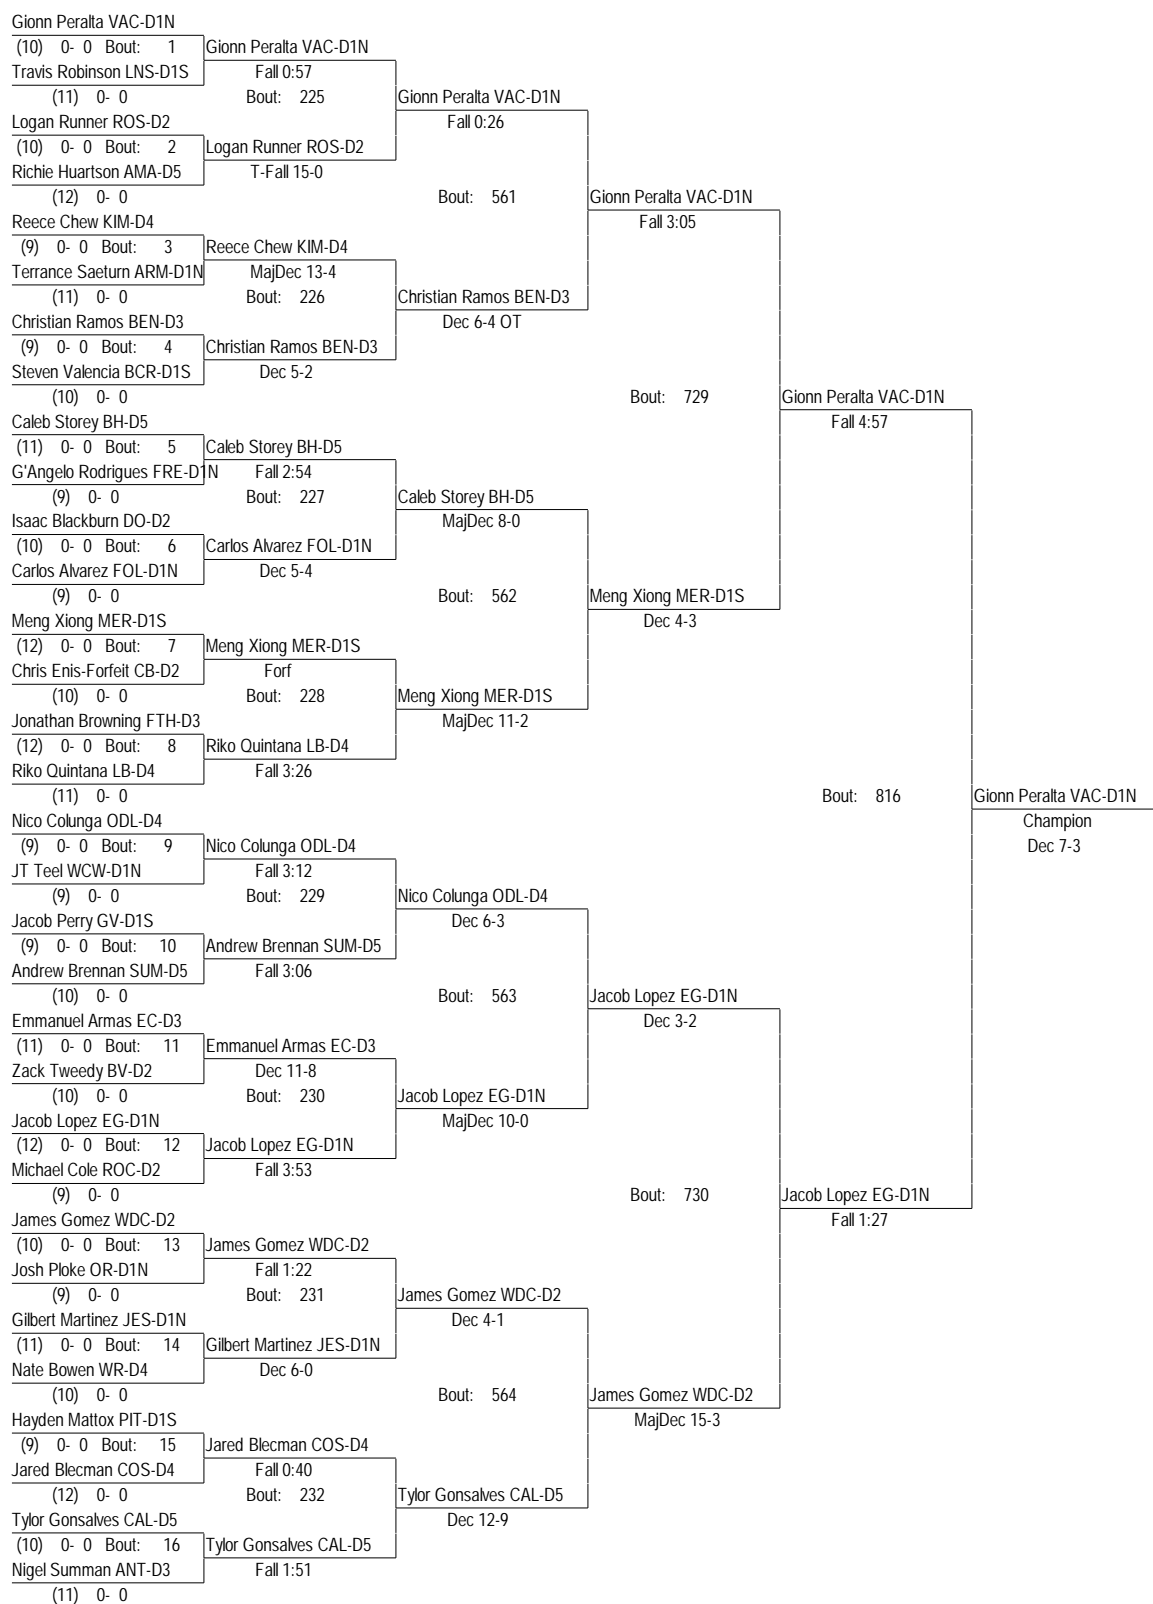 Gionn Peralta VAC-D1N
(10) 0- 0 Bout: 1 Gionn Peralta VAC-D1N
Travis Robinson LNS-D1S Fall 0:57
(11) 0- 0 Bout: 225 Gionn Peralta VAC-D1N
Logan Runner ROS-D2 Fall 0:26
(10) 0- 0 Bout: 2 Logan Runner ROS-D2
Richie Huartson AMA-D5 T-Fall 15-0
(12) 0- 0 Bout: 561 Gionn Peralta VAC-D1N
Reece Chew KIM-D4 Fall 3:05
(9) 0- 0 Bout: 3 Reece Chew KIM-D4
Terrance Saeturn ARM-D1N MajDec 13-4
(11) 0- 0 Bout: 226 Christian Ramos BEN-D3
Christian Ramos BEN-D3 Dec 6-4 OT
(9) 0- 0 Bout: 4 Christian Ramos BEN-D3
Steven Valencia BCR-D1S Dec 5-2
(10) 0- 0 Bout: 729 Gionn Peralta VAC-D1N
Caleb Storey BH-D5 Fall 4:57
(11) 0- 0 Bout: 5 Caleb Storey BH-D5
G'Angelo Rodrigues FRE-D1N Fall 2:54
(9) 0- 0 Bout: 227 Caleb Storey BH-D5
Isaac Blackburn DO-D2 MajDec 8-0
(10) 0- 0 Bout: 6 Carlos Alvarez FOL-D1N
Carlos Alvarez FOL-D1N Dec 5-4
(9) 0- 0 Bout: 562 Meng Xiong MER-D1S
Meng Xiong MER-D1S Dec 4-3
(12) 0- 0 Bout: 7 Meng Xiong MER-D1S
Chris Enis-Forfeit CB-D2 Forf
(10) 0- 0 Bout: 228 Meng Xiong MER-D1S
Jonathan Browning FTH-D3 MajDec 11-2
(12) 0- 0 Bout: 8 Riko Quintana LB-D4
Riko Quintana LB-D4 Fall 3:26
(11) 0- 0 Bout: 816 Gionn Peralta VAC-D1N
Nico Colunga ODL-D4 Champion
(9) 0- 0 Bout: 9 Nico Colunga ODL-D4 Dec 7-3
JT Teel WCW-D1N Fall 3:12
(9) 0- 0 Bout: 229 Nico Colunga ODL-D4
Jacob Perry GV-D1S Dec 6-3
(9) 0- 0 Bout: 10 Andrew Brennan SUM-D5
Andrew Brennan SUM-D5 Fall 3:06
(10) 0- 0 Bout: 563 Jacob Lopez EG-D1N
Emmanuel Armas EC-D3 Dec 3-2
(11) 0- 0 Bout: 11 Emmanuel Armas EC-D3
Zack Tweedy BV-D2 Dec 11-8
(10) 0- 0 Bout: 230 Jacob Lopez EG-D1N
Jacob Lopez EG-D1N MajDec 10-0
(12) 0- 0 Bout: 12 Jacob Lopez EG-D1N
Michael Cole ROC-D2 Fall 3:53
(9) 0- 0 Bout: 730 Jacob Lopez EG-D1N
James Gomez WDC-D2 Fall 1:27
(10) 0- 0 Bout: 13 James Gomez WDC-D2
Josh Ploke OR-D1N Fall 1:22
(9) 0- 0 Bout: 231 James Gomez WDC-D2
Gilbert Martinez JES-D1N Dec 4-1
(11) 0- 0 Bout: 14 Gilbert Martinez JES-D1N
Nate Bowen WR-D4 Dec 6-0
(10) 0- 0 Bout: 564 James Gomez WDC-D2
Hayden Mattox PIT-D1S MajDec 15-3
(9) 0- 0 Bout: 15 Jared Blecman COS-D4
Jared Blecman COS-D4 Fall 0:40
(12) 0- 0 Bout: 232 Tylor Gonsalves CAL-D5
Tylor Gonsalves CAL-D5 Dec 12-9
(10) 0- 0 Bout: 16 Tylor Gonsalves CAL-D5
Nigel Summan ANT-D3 Fall 1:51
(11) 0- 0